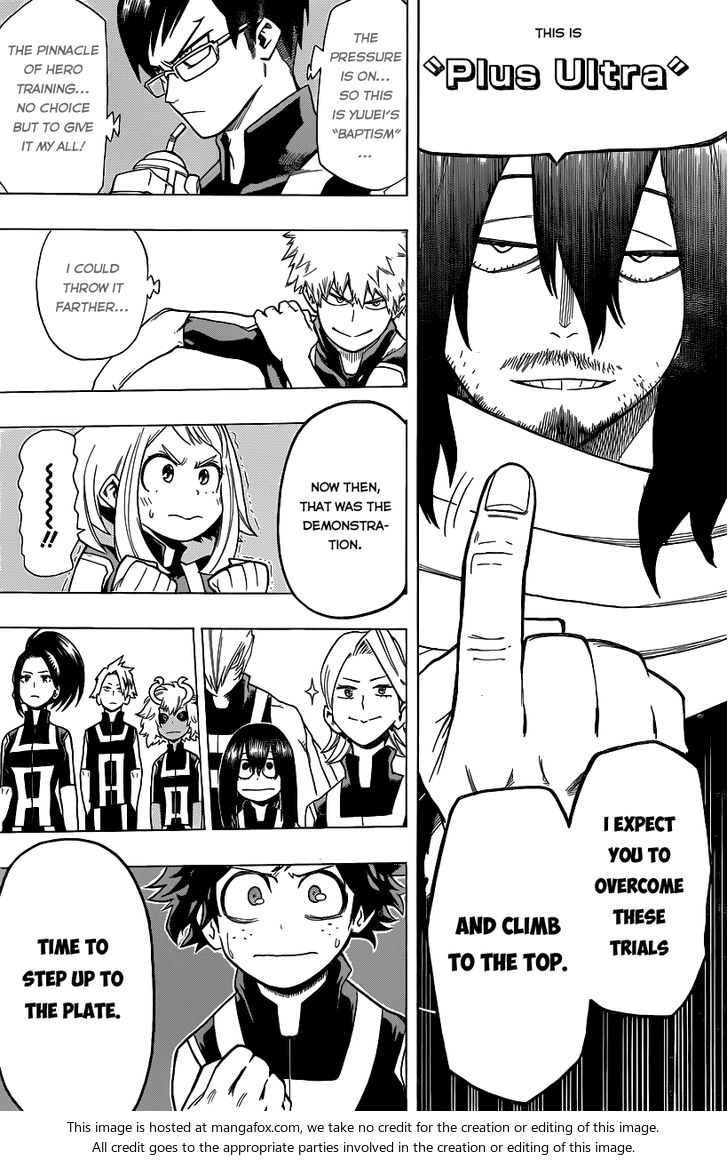 THIS IS
"Plus Ultra"
I EXPECT
YOU TO
OVERCOME
THESE
TRIALS
AND CLIMB
TO THE TOP.
THE
PRESSURE
IS ON...
SO THIS
IS YUUEI'S
"BAPTISM"
...
THE PINNACLE
OF HERO
TRAINING...
NO CHOICE
BUT TO GIVE
IT MY ALL!
I COULD
THROW IT
FARTHER...
NOW THEN,
THAT WAS THE
DEMONSTRA-
TION.
!!
TIME TO
STEP UP TO
THE PLATE.
This image is hosted at mangafox.com, we take no credit for the creation or editing of this image.
All credit goes to the appropriate parties involved in the creation or editing of this image.